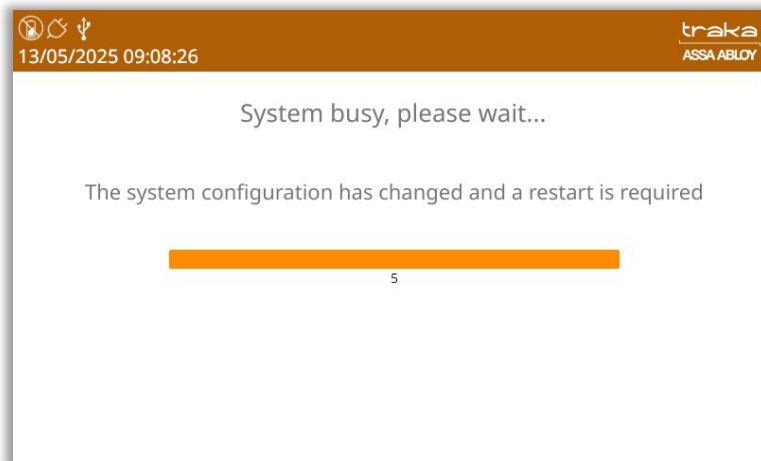 traka
13/05/2025 09:08:26
ASSA ABLOY
System busy, please wait...
The system configuration has changed and a restart is required
5